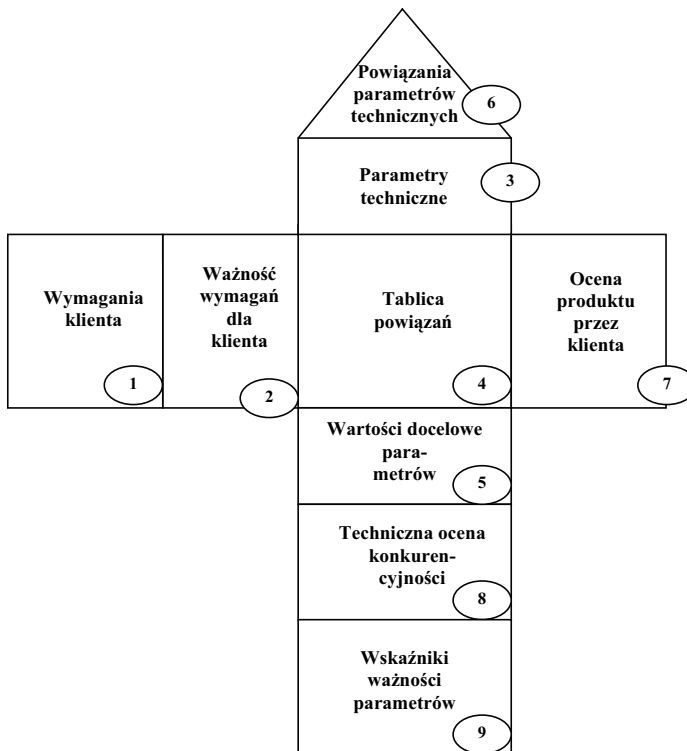 Powiązania
parametrów
technicznych
6
Parametry
techniczne
3
Wymagania
klienta
1
Ważność
wymagań
dla
klienta
2
Tablica
powiązań
4
Ocena
produktu
przez
klienta
7
Wartości docelowe
para-
metrów
5
Techniczna ocena
konkuren-
cyjności
8
Wskaźniki
ważności
parametrów
9